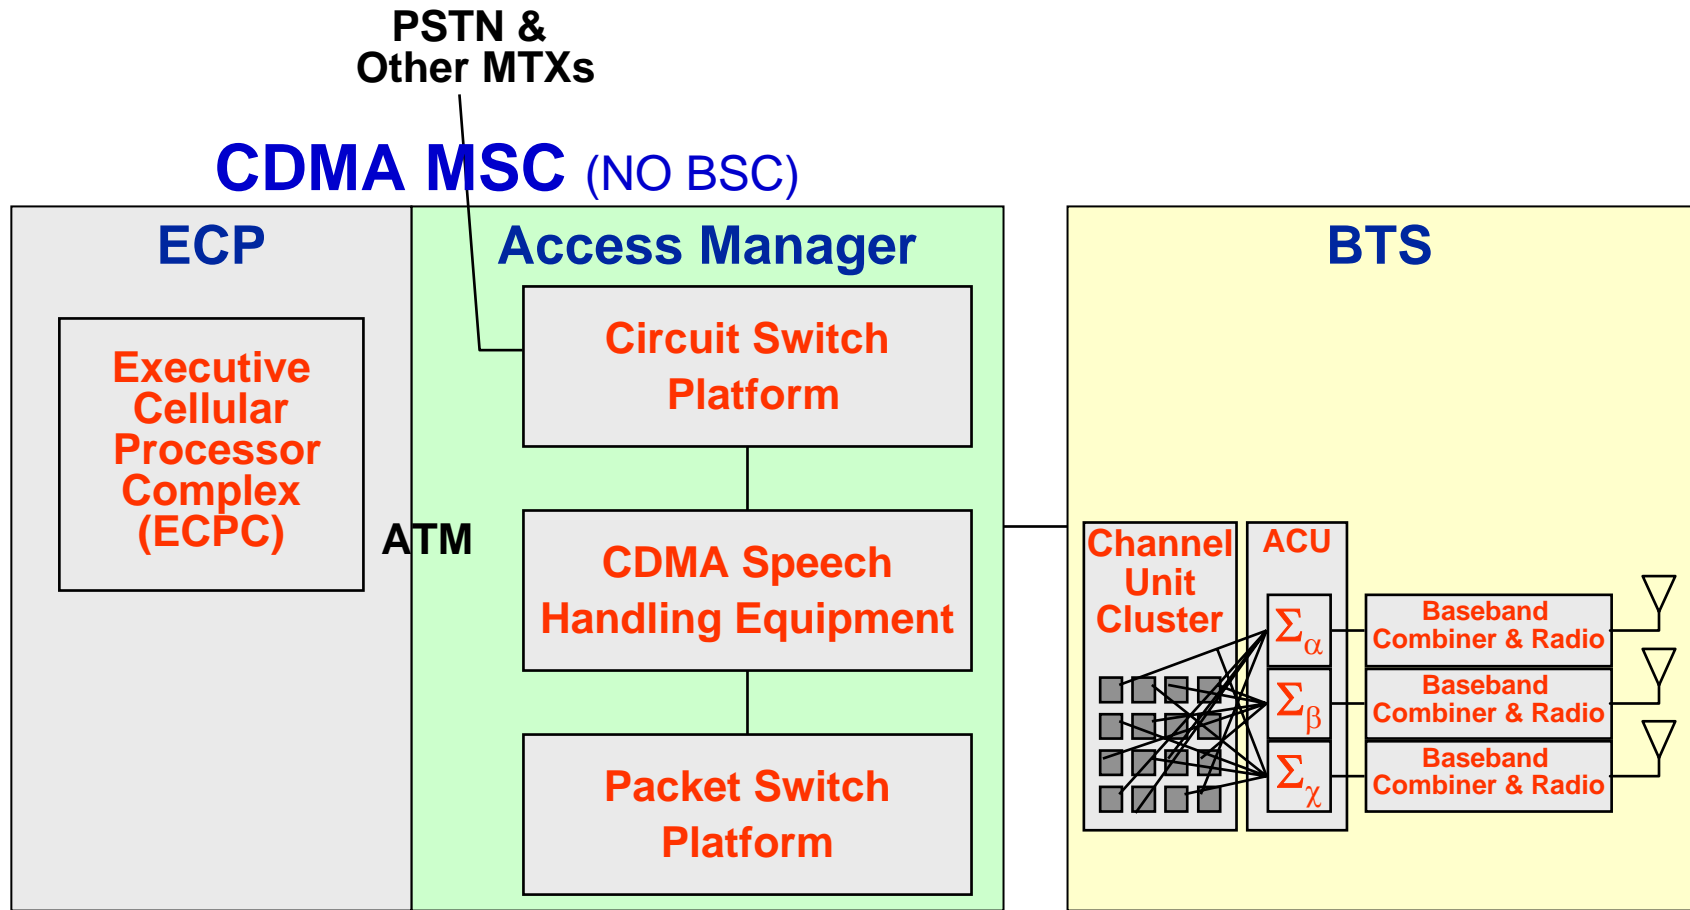 PSTN &
Other MTXs
CDMA MSC (NO BSC)
ECP
Access Manager
BTS
Executive
Cellular
Processor
Complex
(ECPC)
ATM
Circuit Switch
Platform
CDMA Speech
Handling Equipment
Packet Switch
Platform
Channel
Unit
Cluster
ACU
Σα
Σβ
Σχ
Baseband
Combiner & Radio
Baseband
Combiner & Radio
Baseband
Combiner & Radio